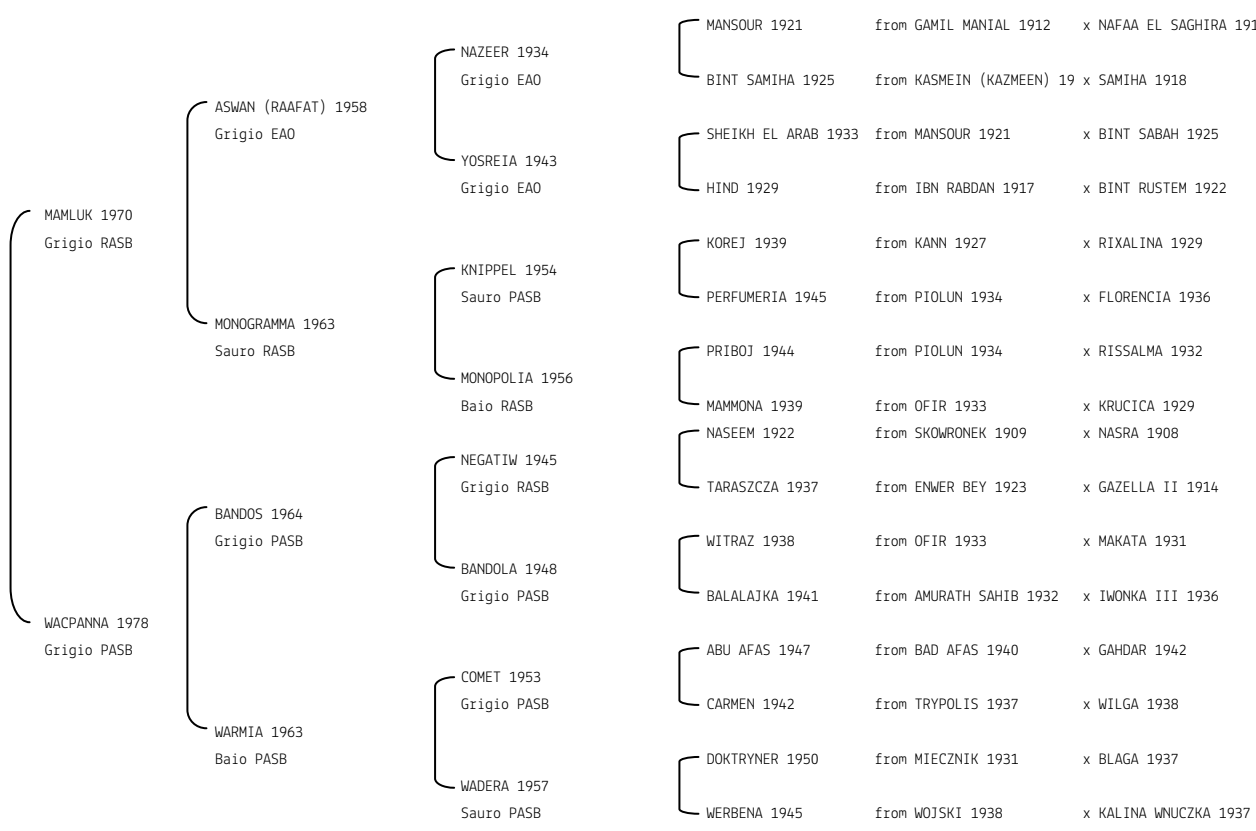 MANSOUR 1921 from GAMIL MANIAL 1912 x NAFAA EL SAGHIRA 191
NAZEER 1934
Grigio EAO BINT SAMIHA 1925 from KASMEIN (KAZMEEN) 19 x SAMIHA 1918
ASWAN (RAAFAT) 1958
Grigio EAO SHEIKH EL ARAB 1933 from MANSOUR 1921 x BINT SABAH 1925
YOSREIA 1943
Grigio EAO HIND 1929 from IBN RABDAN 1917 x BINT RUSTEM 1922
MAMLUK 1970
Grigio RASB KOREJ 1939 from KANN 1927 x RIXALINA 1929
KNIPPEL 1954
Sauro PASB PERFUMERIA 1945 from PIOLUN 1934 x FLORENCIA 1936
MONOGRAMMA 1963
Sauro RASB PRIBOJ 1944 from PIOLUN 1934 x RISSALMA 1932
MONOPOLIA 1956
Baio RASB MAMMONA 1939 from OFIR 1933 x KRUCICA 1929
NASEEM 1922 from SKOWRONEK 1909 x NASRA 1908
NEGATIW 1945
Grigio RASB TARASZCZA 1937 from ENWER BEY 1923 x GAZELLA II 1914
BANDOS 1964
Grigio PASB WITRAZ 1938 from OFIR 1933 x MAKATA 1931
BANDOLA 1948
Grigio PASB BALALAJKA 1941 from AMURATH SAHIB 1932 x IWONKA III 1936
WACPANNA 1978
Grigio PASB ABU AFAS 1947 from BAD AFAS 1940 x GAHDAR 1942
COMET 1953
Grigio PASB CARMEN 1942 from TRYPOLIS 1937 x WILGA 1938
WARMIA 1963
Baio PASB DOKTRYNER 1950 from MIECZNIK 1931 x BLAGA 1937
WADERA 1957
Sauro PASB WERBENA 1945 from WOJSKI 1938 x KALINA WNUCZKA 1937